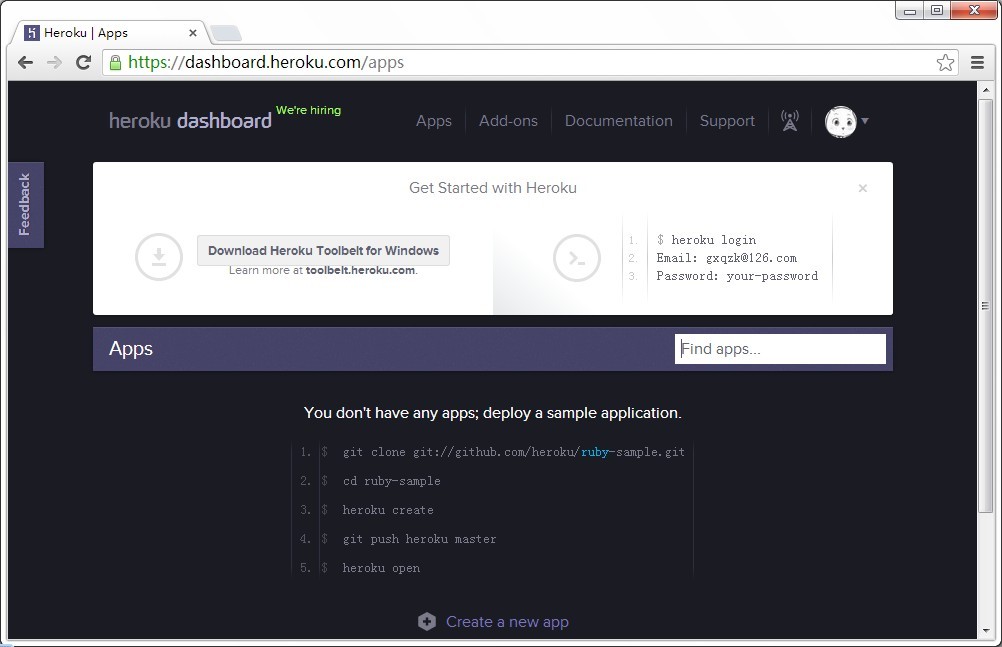 Heroku | Apps
https://dashboard.heroku.com/apps
heroku dashboard We're hiring
Apps Add-ons Documentation Support
Feedback
Get Started with Heroku
Download Heroku Toolbelt for Windows
Learn more at toolbelt.heroku.com.
1. $ heroku login
2. Email: gxqzk@126.com
3. Password: your-password
Apps
Find apps...
You don't have any apps; deploy a sample application.
1. $ git clone git://github.com/heroku/ruby-sample.git
2. $ cd ruby-sample
3. $ heroku create
4. $ git push heroku master
5. $ heroku open
Create a new app